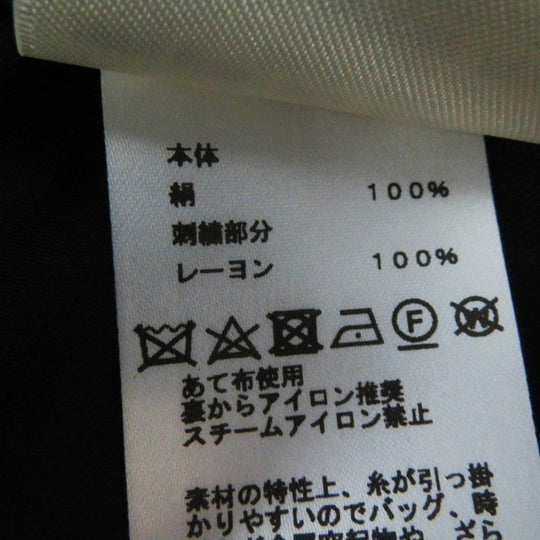 本体
絹 100%
刺繍部分
レーヨン 100%
F W
あて布使用
裏からアイロン推奨
スチームアイロン禁止
素材の特性上、糸が引っ掛
かりやすいのでバッグ、時
や、さら